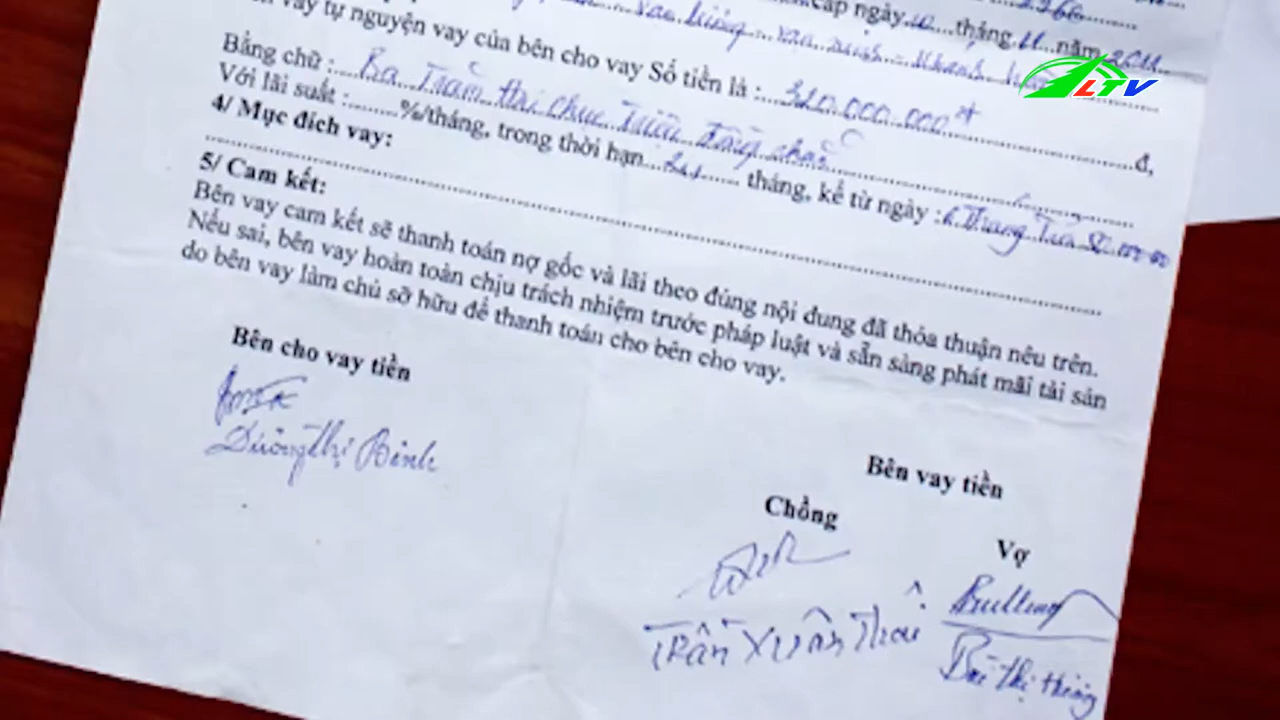 cấp ngày 10 tháng 11 năm 2011
vay tự nguyện vay của bên cho vay Số tiền là : 320.000.000đ đ,
Bằng chữ : Ba Trăm Hai chục Triệu đồng chẵn
Với lãi suất : %/tháng, trong thời hạn tháng, kể từ ngày :
4/ Mục đích vay:
5/ Cam kết:
Bên vay cam kết sẽ thanh toán nợ gốc và lãi theo đúng nội dung đã thỏa thuận nêu trên.
Nếu sai, bên vay hoàn toàn chịu trách nhiệm trước pháp luật và sẵn sàng phát mãi tài sản
do bên vay làm chủ sỡ hữu để thanh toán cho bên cho vay.
Bên cho vay tiền
Dương Thị Bình
Bên vay tiền
Chồng Vợ
Trần Xuân Bùi thị
LTV